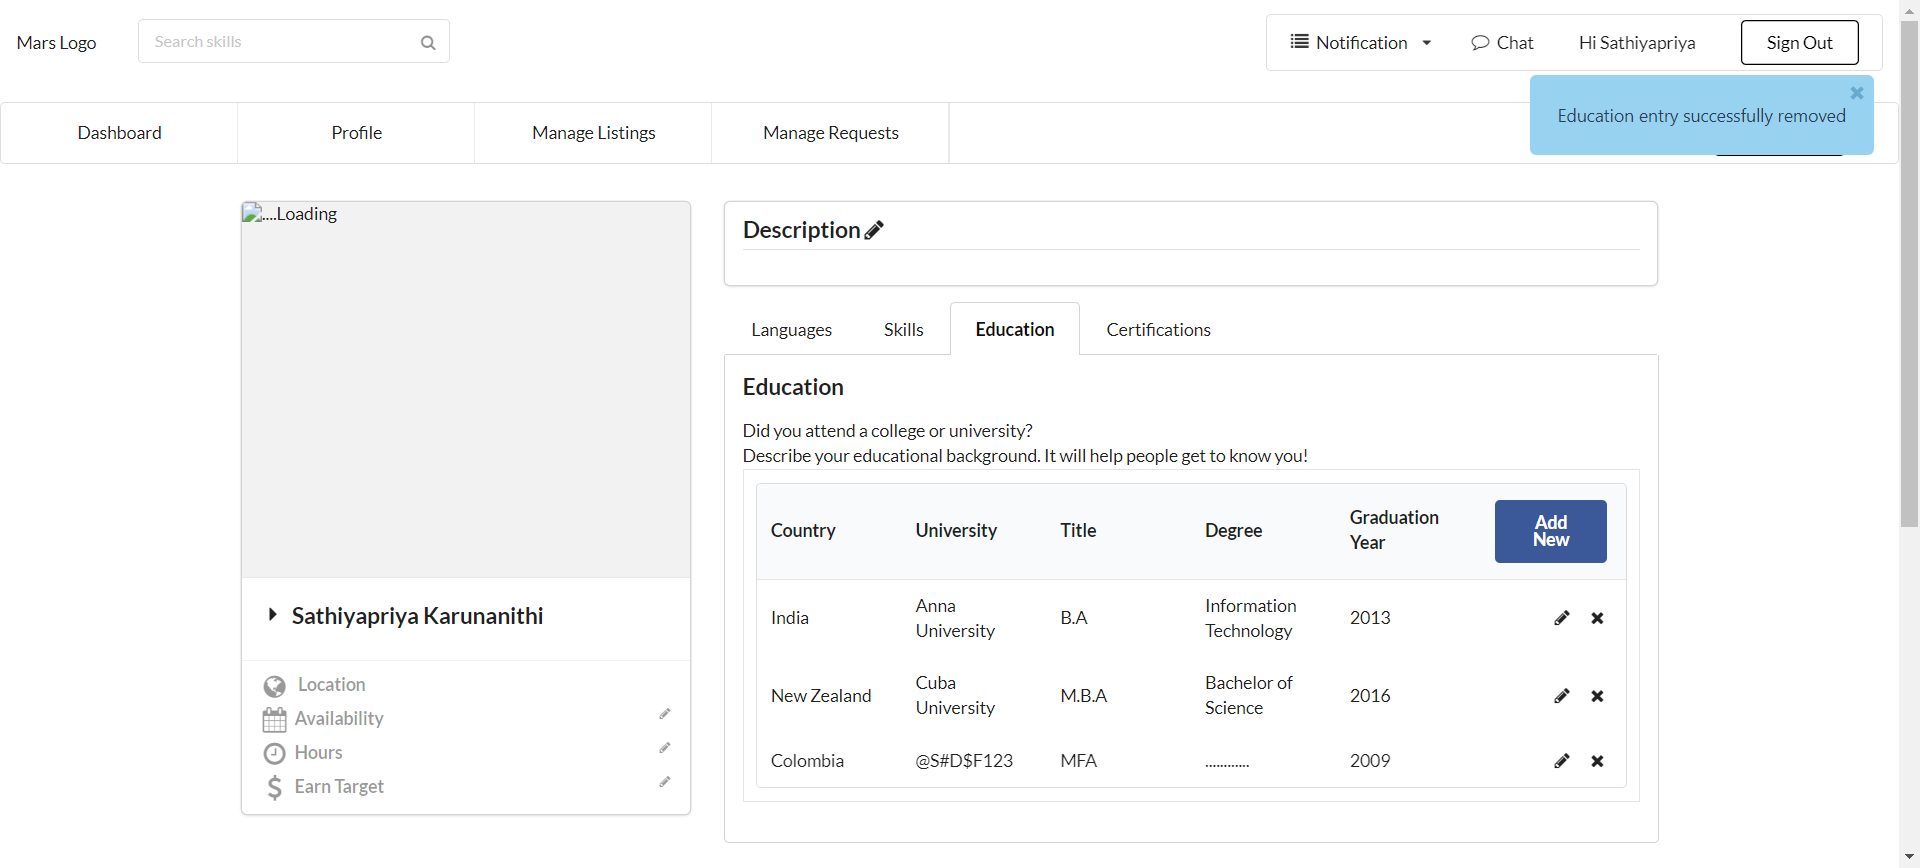 Mars Logo
Search skills
Notification
Chat
Hi Sathiyapriya
Sign Out
Education entry successfully removed
Dashboard
Profile
Manage Listings
Manage Requests
....Loading
Sathiyapriya Karunanithi
Location
Availability
Hours
Earn Target
Description
Languages
Skills
Education
Certifications
Education
Did you attend a college or university?
Describe your educational background. It will help people get to know you!
Country
University
Title
Degree
Graduation
Year
Add
New
India
Anna
University
B.A
Information
Technology
2013
New Zealand
Cuba
University
M.B.A
Bachelor of
Science
2016
Colombia
@S#D$F123
MFA
............
2009